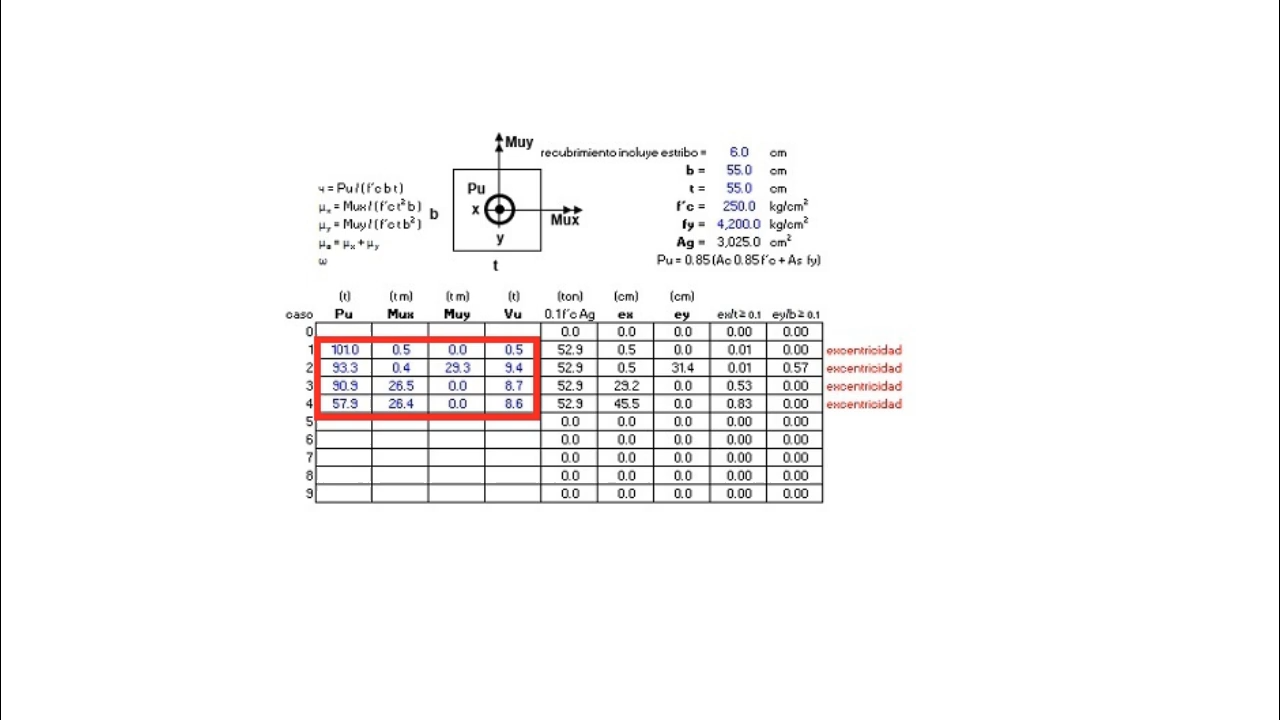 Muy
recubrimiento incluye estribo = 6.0 cm
b = 55.0 cm
ч = Pu / ( f'c b t ) Pu t = 55.0 cm
μx = Mux / ( f'c t² b ) b x f'c = 250.0 kg/cm²
μy = Muy / ( f'c t b² ) Mux fy = 4,200.0 kg/cm²
μa = μx + μy y Ag = 3,025.0 cm²
ω t Pu = 0.85 (Ac 0.85 f'c + As fy)
(t) (t m) (t m) (t) (ton) (cm) (cm)
caso Pu Mux Muy Vu 0.1 f'c Ag ex ey ex/t ≥ 0.1 ey/b ≥ 0.1
0 0.0 0.0 0.0 0.00 0.00
1 101.0 0.5 0.0 0.5 52.9 0.5 0.0 0.01 0.00 excentricidad
2 93.3 0.4 29.3 9.4 52.9 0.5 31.4 0.01 0.57 excentricidad
3 90.9 26.5 0.0 8.7 52.9 29.2 0.0 0.53 0.00 excentricidad
4 57.9 26.4 0.0 8.6 52.9 45.5 0.0 0.83 0.00 excentricidad
5 0.0 0.0 0.0 0.00 0.00
6 0.0 0.0 0.0 0.00 0.00
7 0.0 0.0 0.0 0.00 0.00
8 0.0 0.0 0.0 0.00 0.00
9 0.0 0.0 0.0 0.00 0.00